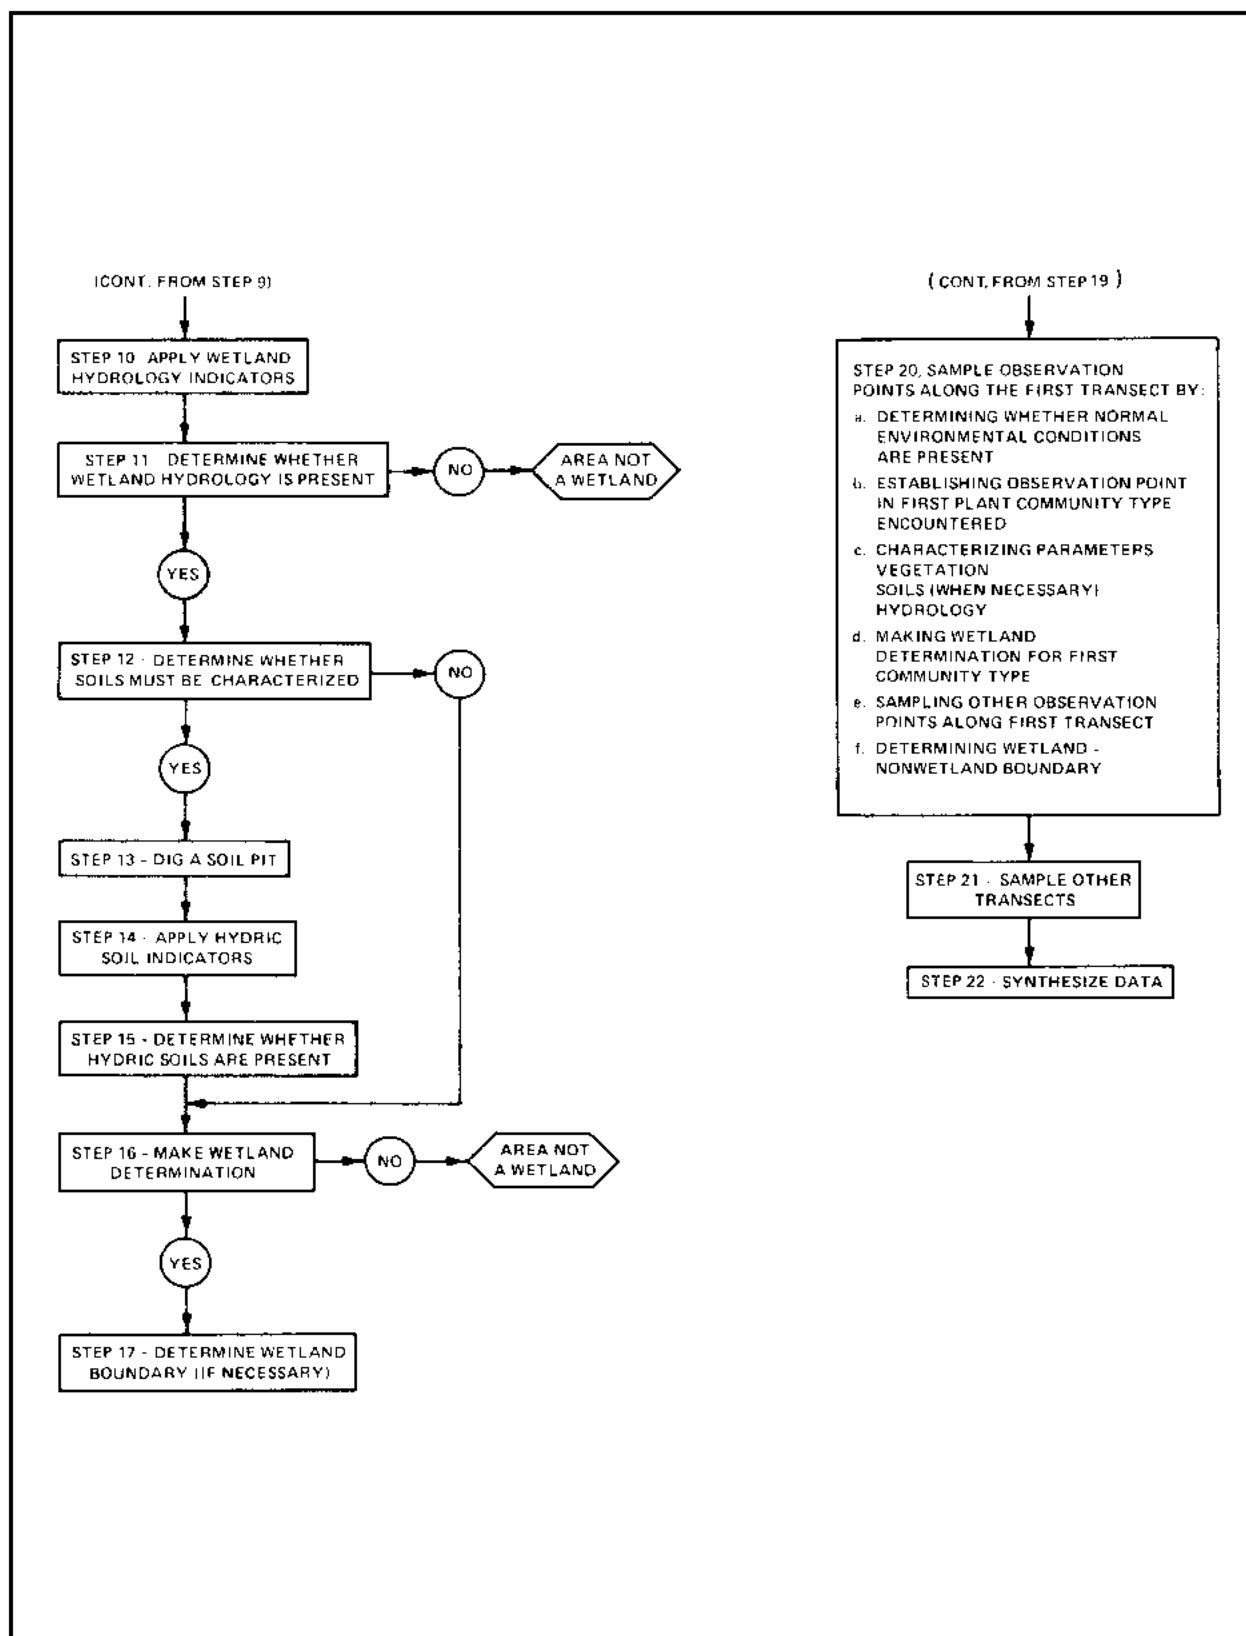 (CONT. FROM STEP 9)
STEP 10 APPLY WETLAND
HYDROLOGY INDICATORS
STEP 11 - DETERMINE WHETHER
WETLAND HYDROLOGY IS PRESENT
NO
AREA NOT
A WETLAND
YES
STEP 12 - DETERMINE WHETHER
SOILS MUST BE CHARACTERIZED
NO
YES
STEP 13 - DIG A SOIL PIT
STEP 14 - APPLY HYDRIC
SOIL INDICATORS
STEP 15 - DETERMINE WHETHER
HYDRIC SOILS ARE PRESENT
STEP 16 - MAKE WETLAND
DETERMINATION
NO
AREA NOT
A WETLAND
YES
STEP 17 - DETERMINE WETLAND
BOUNDARY (IF NECESSARY)
(CONT. FROM STEP 19)
STEP 20, SAMPLE OBSERVATION
POINTS ALONG THE FIRST TRANSECT BY:
a. DETERMINING WHETHER NORMAL
ENVIRONMENTAL CONDITIONS
ARE PRESENT
b. ESTABLISHING OBSERVATION POINT
IN FIRST PLANT COMMUNITY TYPE
ENCOUNTERED
c. CHARACTERIZING PARAMETERS
VEGETATION
SOILS (WHEN NECESSARY)
HYDROLOGY
d. MAKING WETLAND
DETERMINATION FOR FIRST
COMMUNITY TYPE
e. SAMPLING OTHER OBSERVATION
POINTS ALONG FIRST TRANSECT
f. DETERMINING WETLAND -
NONWETLAND BOUNDARY
STEP 21 - SAMPLE OTHER
TRANSECTS
STEP 22 - SYNTHESIZE DATA